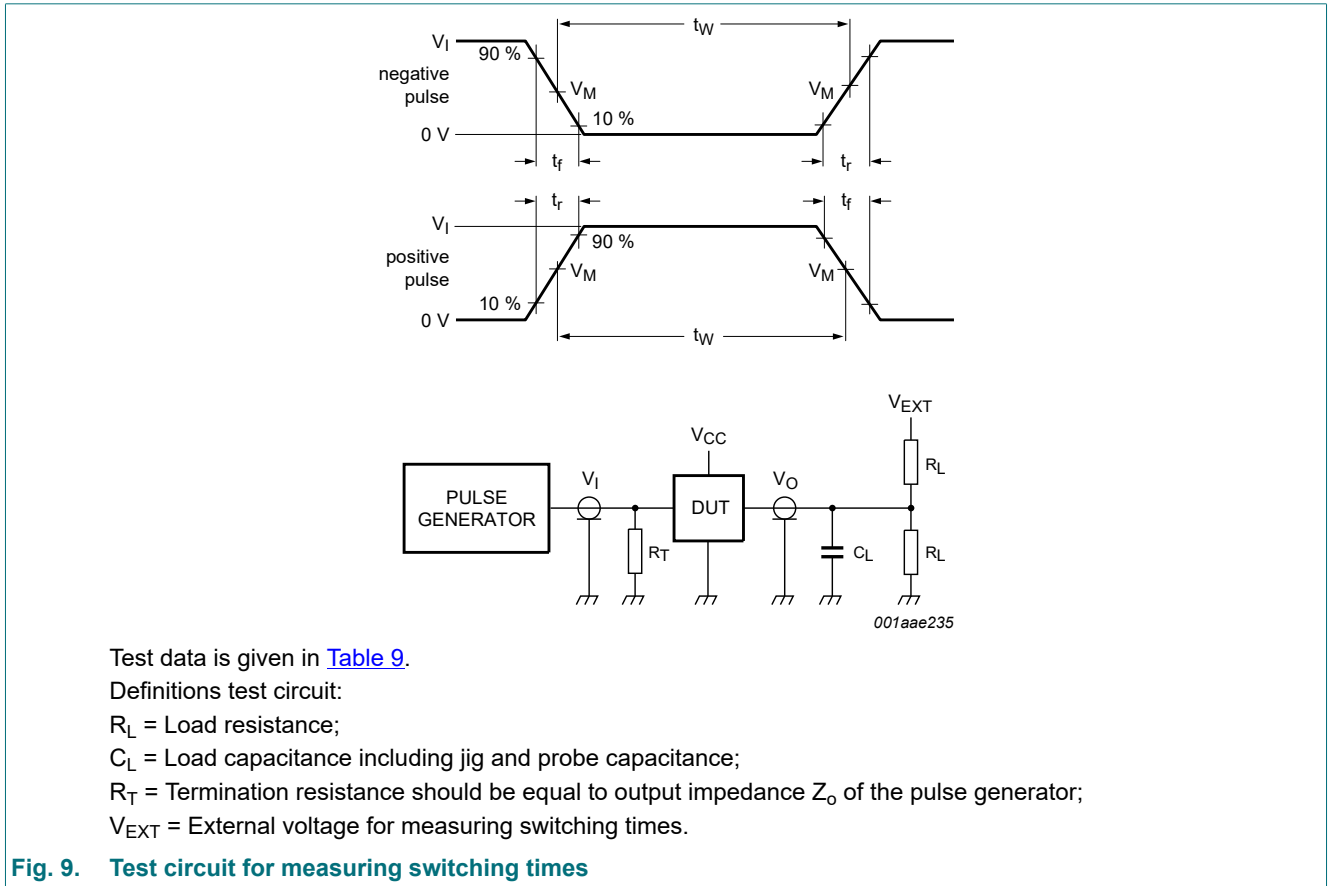 tW
VI
90 %
negative
pulse
VM
VM
10 %
0 V
tf
tr
tr
tf
VI
90 %
positive
pulse
VM
VM
10 %
0 V
tW
VEXT
VCC
RL
VI
VO
PULSE
GENERATOR
DUT
RT
CL
RL
001aae235
Test data is given in Table 9.
Definitions test circuit:
RL = Load resistance;
CL = Load capacitance including jig and probe capacitance;
RT = Termination resistance should be equal to output impedance Zo of the pulse generator;
VEXT = External voltage for measuring switching times.
Fig. 9. Test circuit for measuring switching times